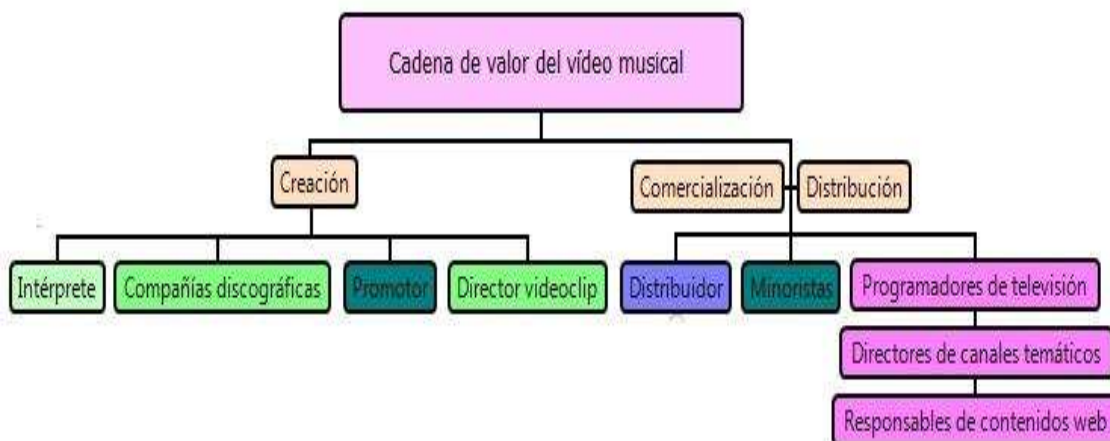 Cadena de valor del vídeo musical
Creación
Comercialización
Distribución
Intérprete
Compañías discográficas
Promotor
Director videoclip
Distribuidor
Minoristas
Programadores de televisión
Directores de canales temáticos
Responsables de contenidos web